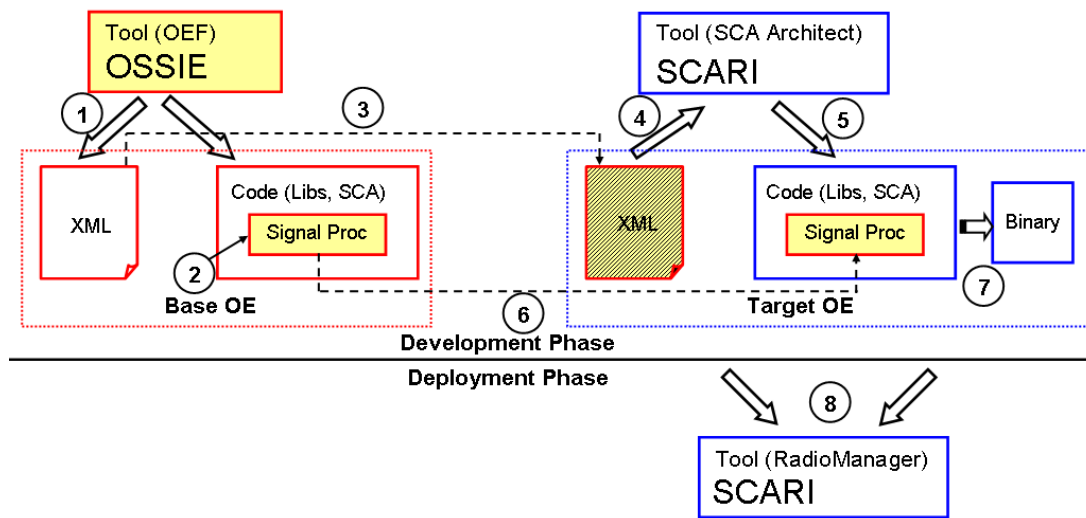 Tool (OEF)
OSSIE
Tool (SCA Architect)
SCARI
1
3
4
5
XML
Code (Libs, SCA)
Signal Proc
2
Base OE
XML
Code (Libs, SCA)
Signal Proc
Binary
7
Target OE
6
Development Phase
Deployment Phase
8
Tool (RadioManager)
SCARI